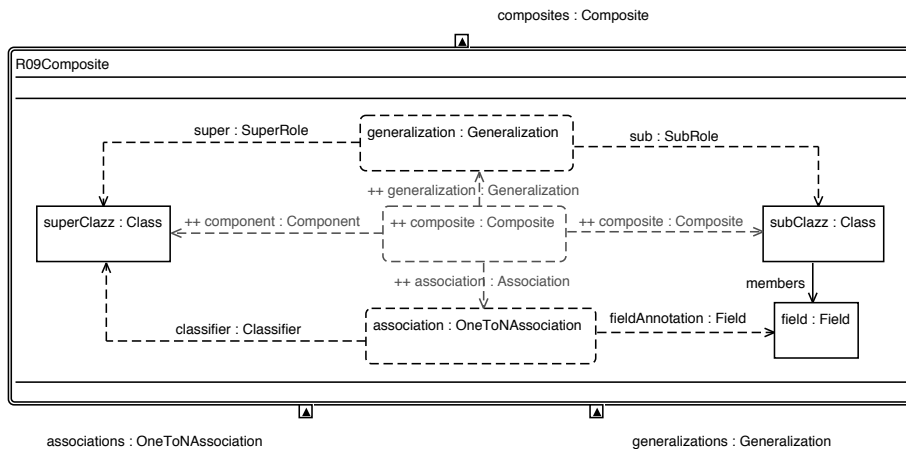 composites : Composite
R09Composite
super : SuperRole
generalization : Generalization
sub : SubRole
++ generalization : Generalization
superClazz : Class
++ component : Component
++ composite : Composite
++ composite : Composite
subClazz : Class
++ association : Association
members
classifier : Classifier
association : OneToNAssociation
fieldAnnotation : Field
field : Field
associations : OneToNAssociation
generalizations : Generalization